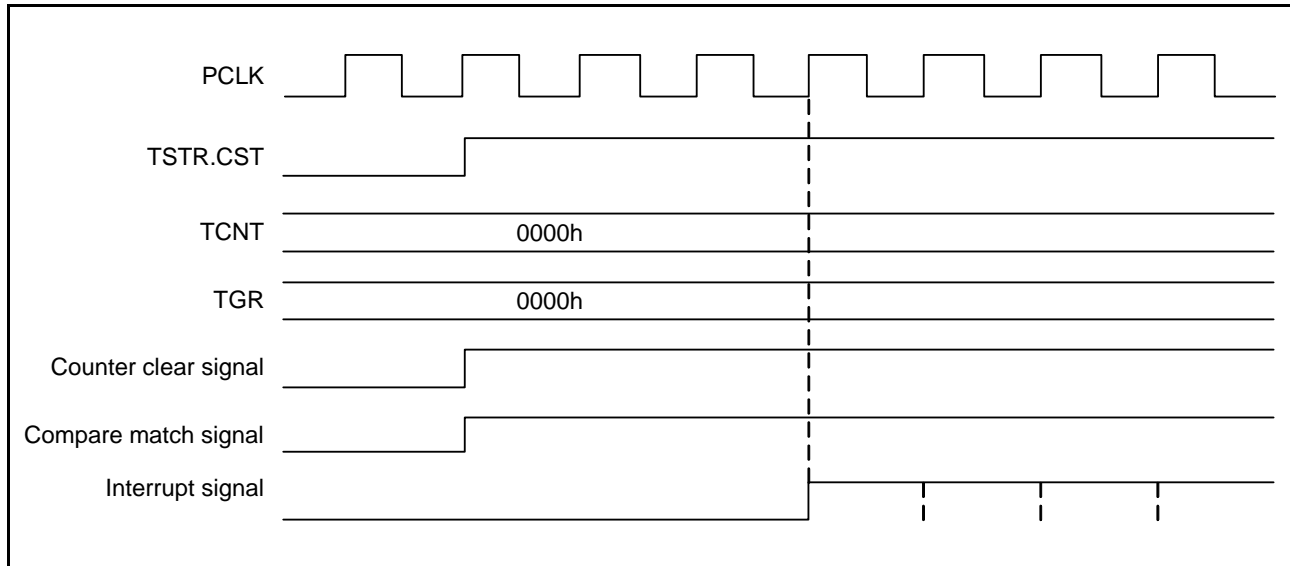 PCLK
TSTR.CST
TCNT
0000h
TGR
0000h
Counter clear signal
Compare match signal
Interrupt signal